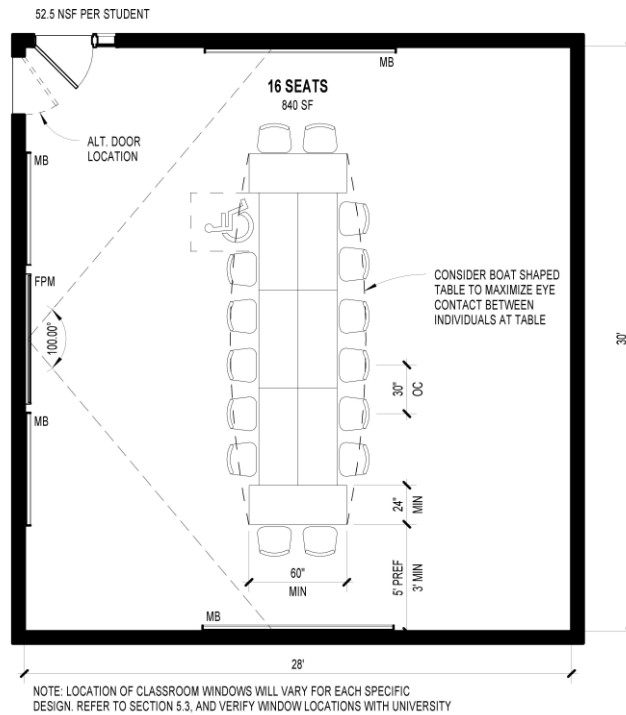 52.5 NSF PER STUDENT
MB
16 SEATS
840 SF
ALT. DOOR
LOCATION
MB
FPM
CONSIDER BOAT SHAPED
TABLE TO MAXIMIZE EYE
CONTACT BETWEEN
INDIVIDUALS AT TABLE
100.00°
30'
30"
OC
MB
24"
MIN
60"
MIN
5' PREF
3' MIN
MB
28'
NOTE: LOCATION OF CLASSROOM WINDOWS WILL VARY FOR EACH SPECIFIC
DESIGN. REFER TO SECTION 5.3, AND VERIFY WINDOW LOCATIONS WITH UNIVERSITY